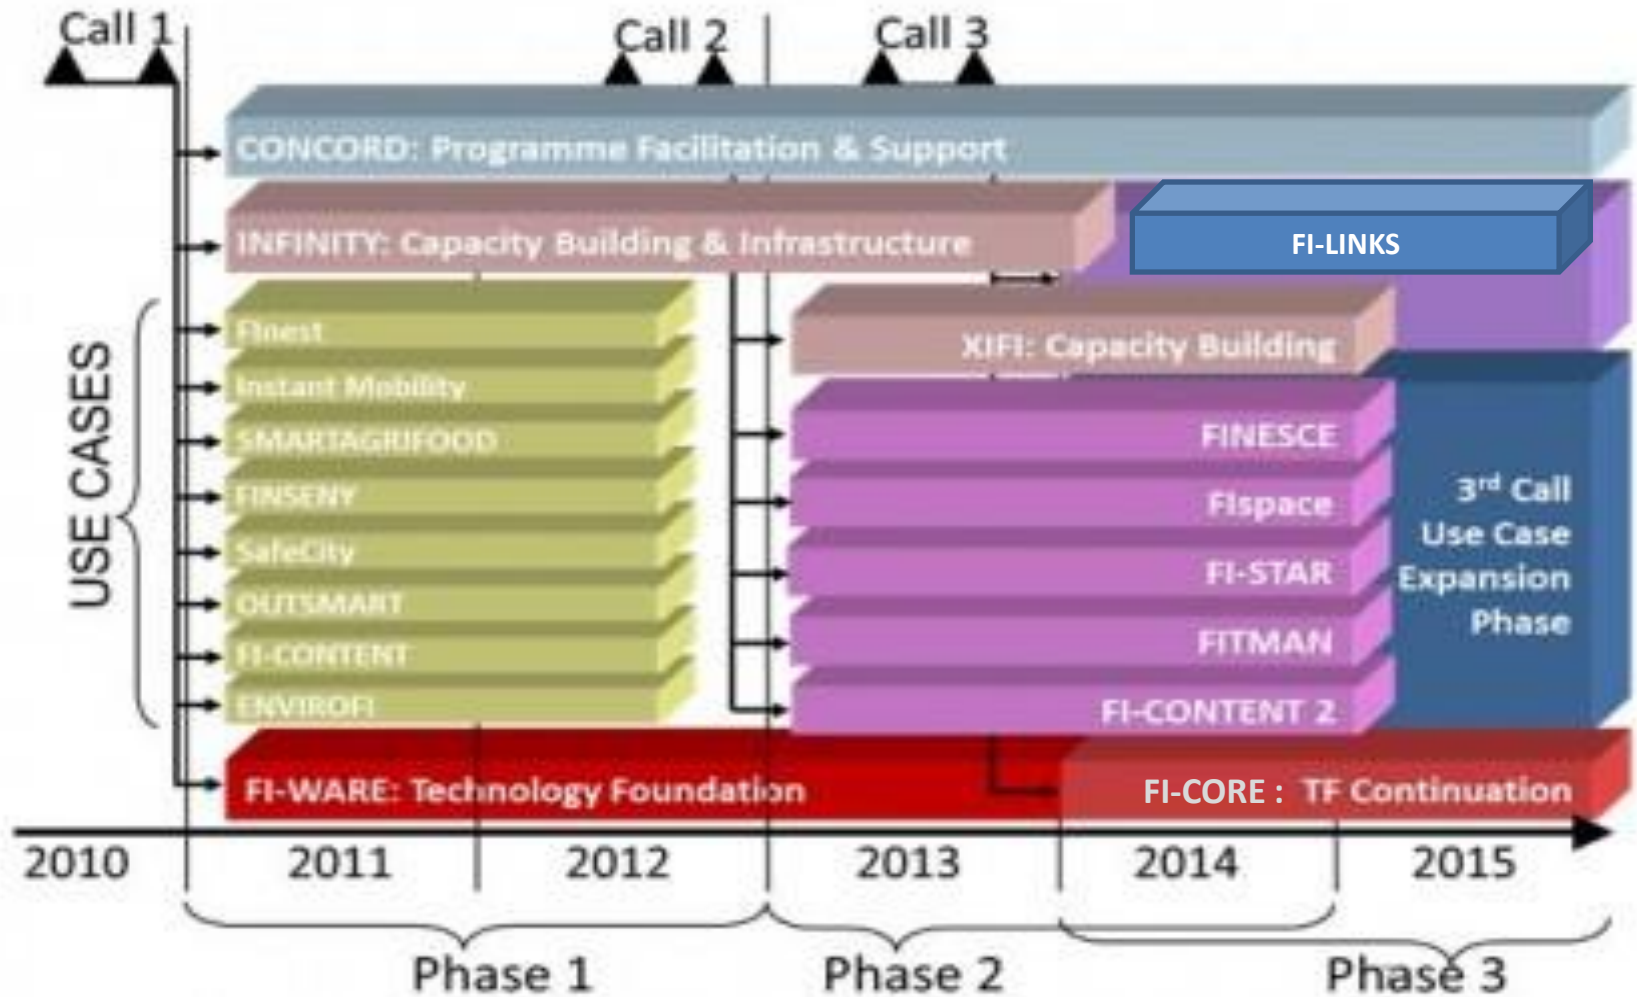 Call 1
Call 2
Call 3
CONCORD: Programme Facilitation & Support
INFINITY: Capacity Building & Infrastructure
FI-LINKS
USE CASES
FInest
Instant Mobility
SMARTAGRIFOOD
FINSENY
SafeCity
OUTSMART
FI-CONTENT
ENVIROFI
XIFI: Capacity Building
FINESCE
FIspace
FI-STAR
FITMAN
FI-CONTENT 2
3rd Call
Use Case
Expansion
Phase
FI-WARE: Technology Foundation
FI-CORE : TF Continuation
2010 2011 2012 2013 2014 2015
Phase 1 Phase 2 Phase 3